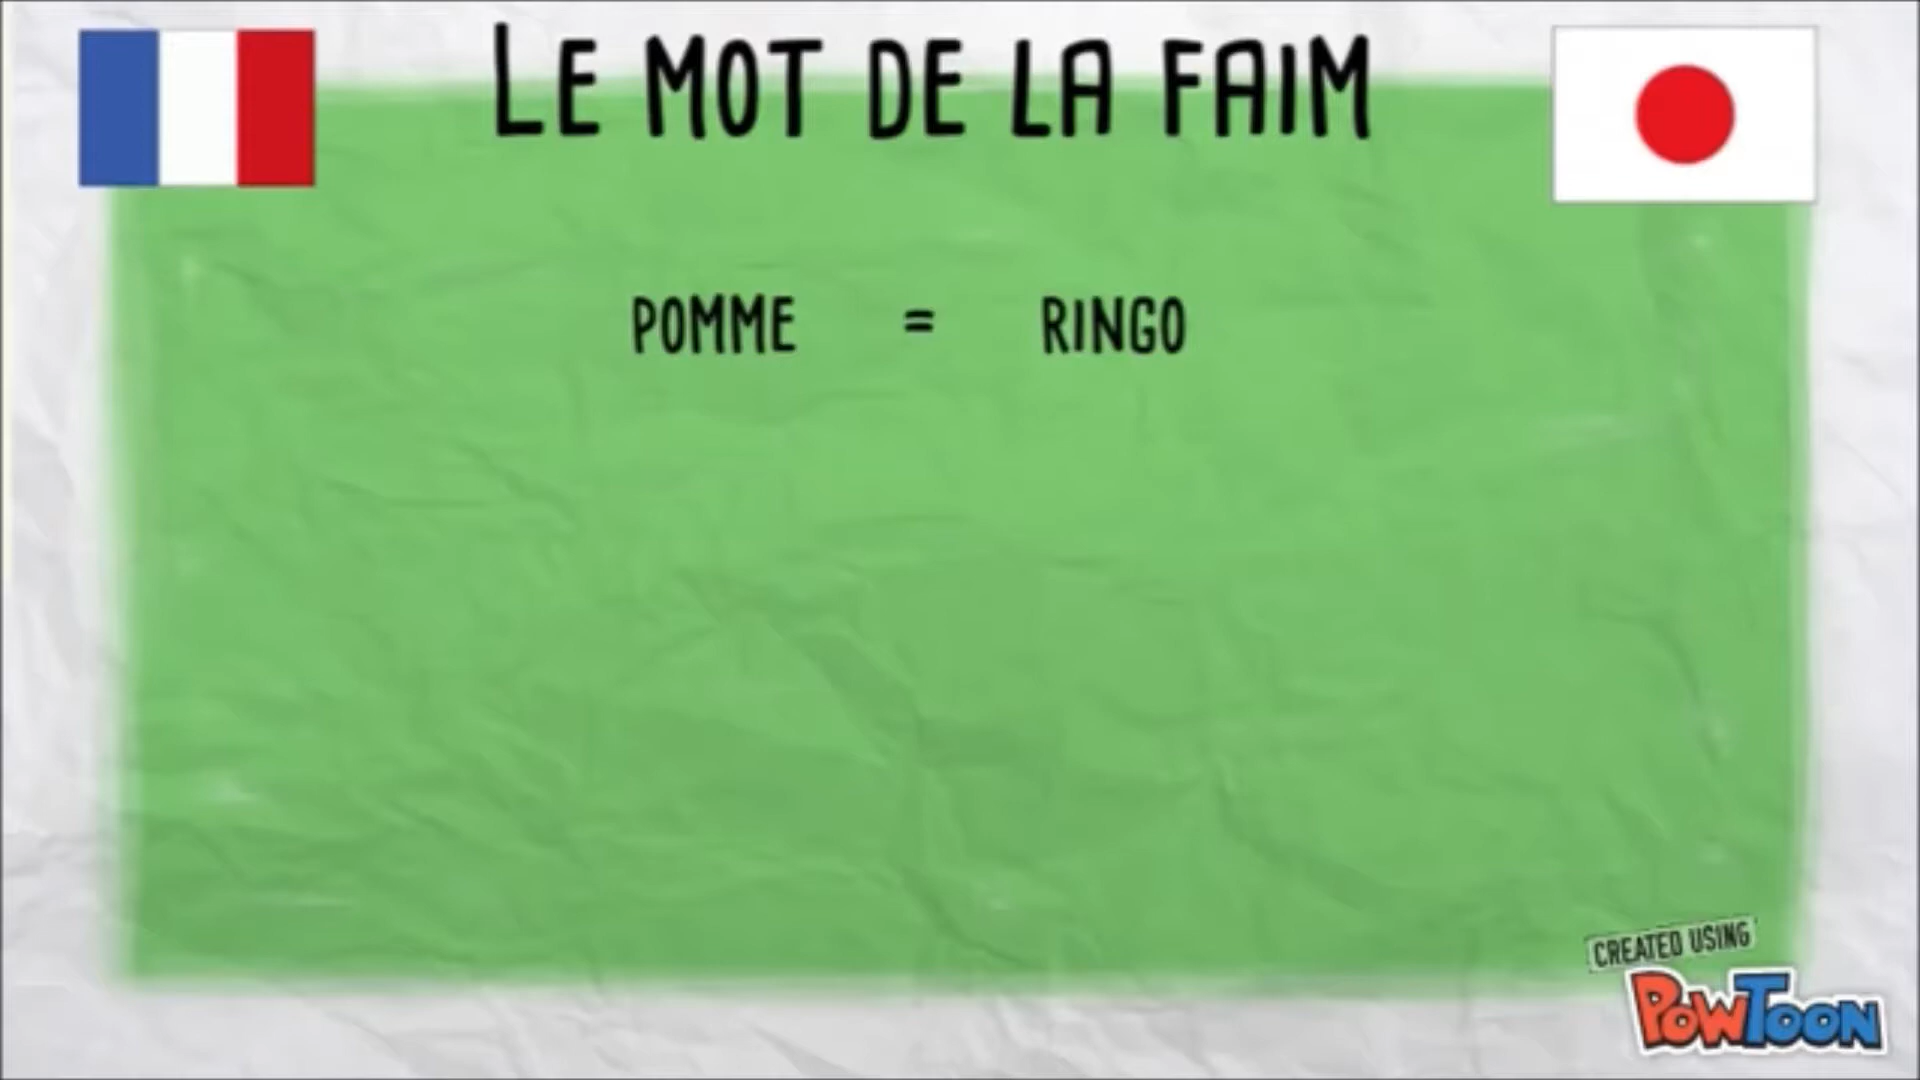 LE MOT DE LA FAIM
POMME = RINGO
CREATED USING
POWTOON